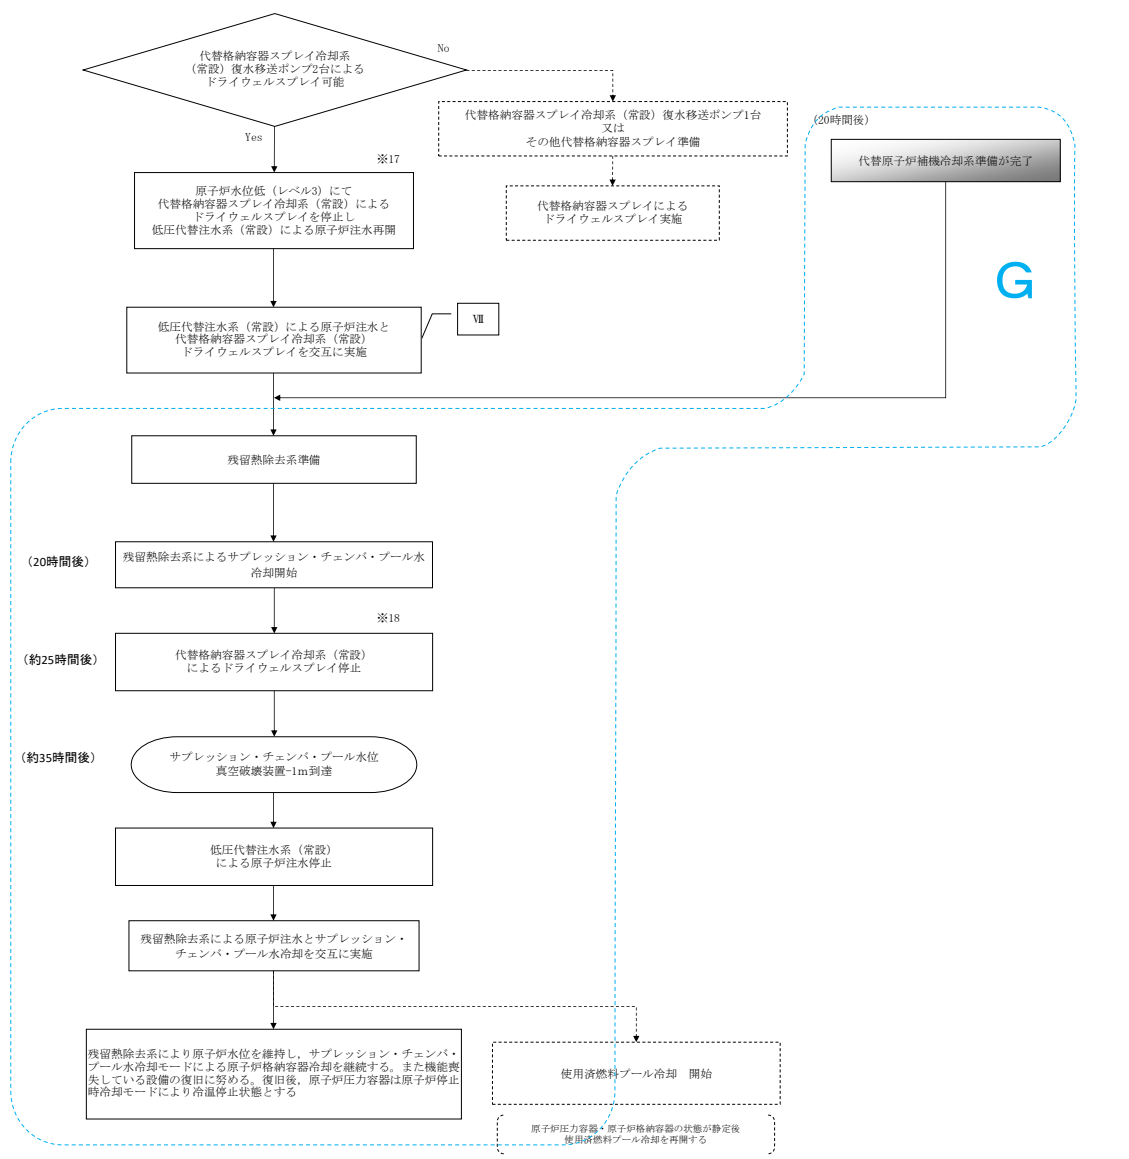 代替格納容器スプレイ冷却系
（常設）復水移送ポンプ2台による
ドライウェルスプレイ可能
No
Yes
代替格納容器スプレイ冷却系（常設）復水移送ポンプ1台
又は
その他代替格納容器スプレイ準備
代替格納容器スプレイによる
ドライウェルスプレイ実施
（20時間後）
代替原子炉補機冷却系準備が完了
G
※17
原子炉水位低（レベル3）にて
代替格納容器スプレイ冷却系（常設）による
ドライウェルスプレイを停止し
低圧代替注水系（常設）による原子炉注水再開
低圧代替注水系（常設）による原子炉注水と
代替格納容器スプレイ冷却系（常設）
ドライウェルスプレイを交互に実施
Ⅶ
残留熱除去系準備
（20時間後）
残留熱除去系によるサプレッション・チェンバ・プール水
冷却開始
※18
（約25時間後）
代替格納容器スプレイ冷却系（常設）
によるドライウェルスプレイ停止
（約35時間後）
サプレッション・チェンバ・プール水位
真空破壊装置-1m到達
低圧代替注水系（常設）
による原子炉注水停止
残留熱除去系による原子炉注水とサプレッション・
チェンバ・プール水冷却を交互に実施
残留熱除去系により原子炉水位を維持し，サプレッション・チェンバ・
プール水冷却モードによる原子炉格納容器冷却を継続する。また機能喪
失している設備の復旧に努める。復旧後，原子炉圧力容器は原子炉停止
時冷却モードにより冷温停止状態とする
使用済燃料プール冷却　開始
原子炉圧力容器・原子炉格納容器の状態が静定後
使用済燃料プール冷却を再開する